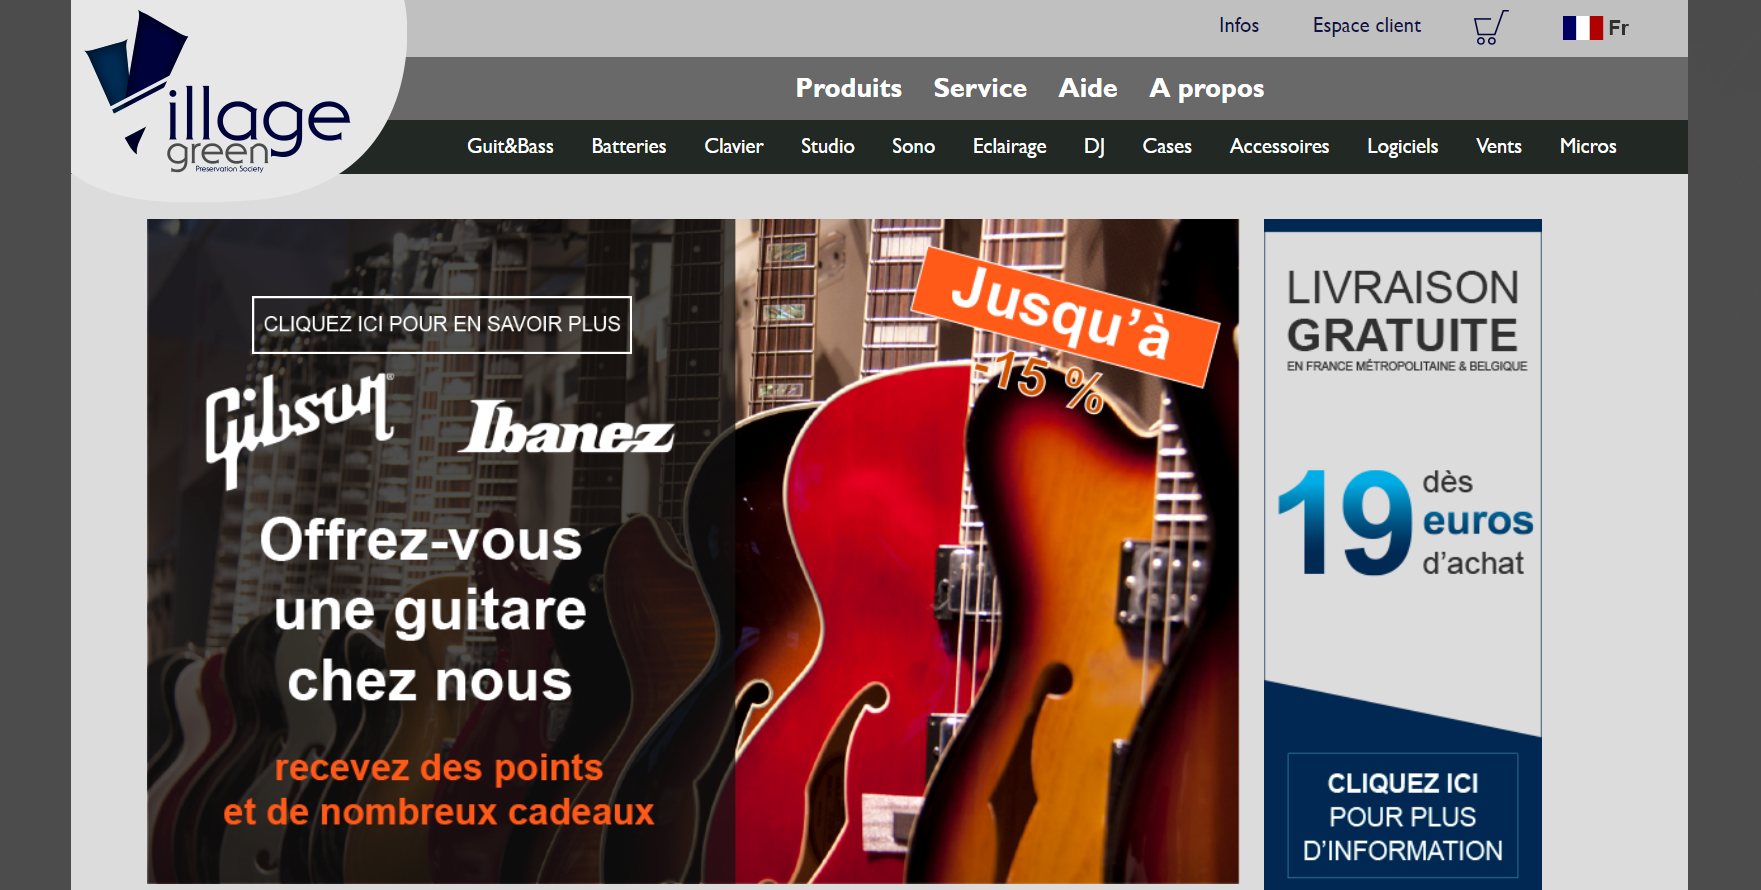 Infos Espace client Fr
Village
green
Preservation Society
Produits Service Aide A propos
Guit&Bass Batteries Clavier Studio Sono Eclairage DJ Cases Accessoires Logiciels Vents Micros
CLIQUEZ ICI POUR EN SAVOIR PLUS
Gibson®
Ibanez
Offrez-vous
une guitare
chez nous
recevez des points
et de nombreux cadeaux
Jusqu’à
-15 %
LIVRAISON
GRATUITE
EN FRANCE MÉTROPOLITAINE & BELGIQUE
19 dès
euros
d’achat
CLIQUEZ ICI
POUR PLUS
D’INFORMATION